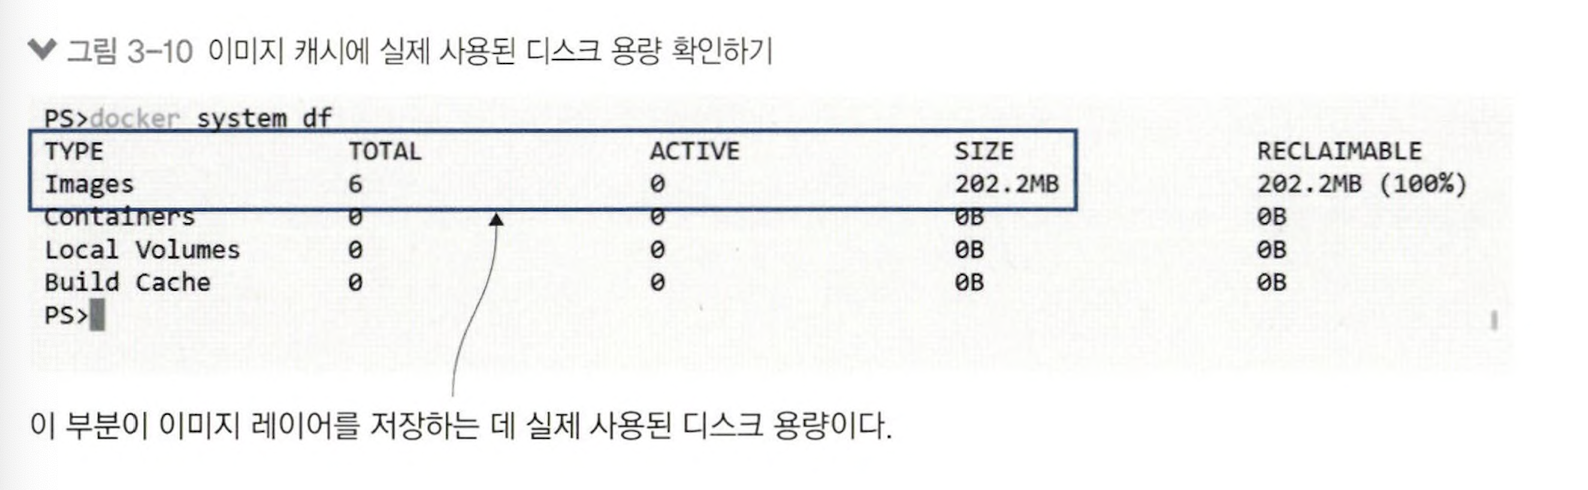 그림 3-10 이미지 캐시에 실제 사용된 디스크 용량 확인하기
PS>docker system df
TYPE TOTAL ACTIVE SIZE RECLAIMABLE
Images 6 0 202.2MB 202.2MB (100%)
Containers 0 0 0B 0B
Local Volumes 0 0 0B 0B
Build Cache 0 0 0B 0B
PS>
이 부분이 이미지 레이어를 저장하는 데 실제 사용된 디스크 용량이다.